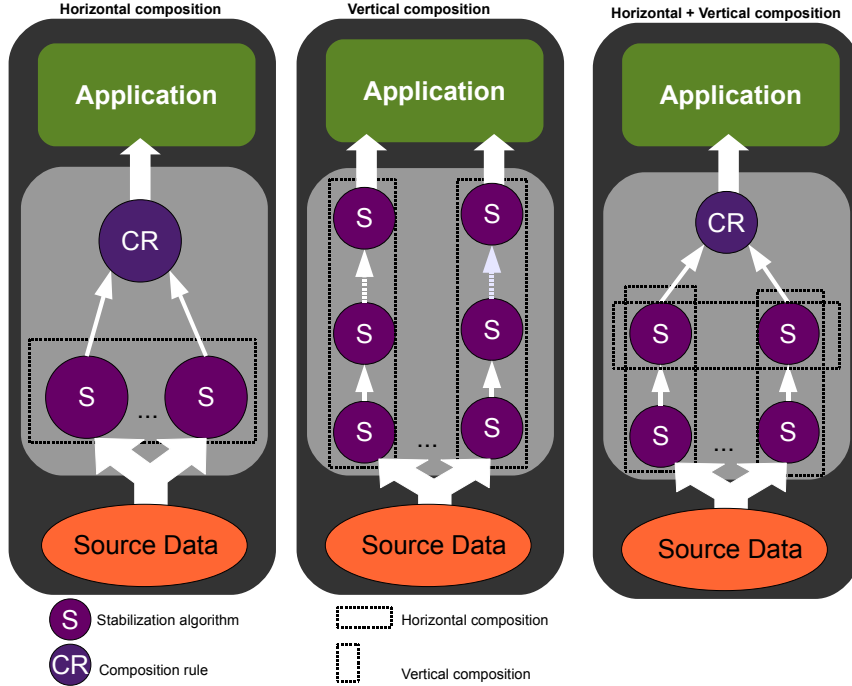 Horizontal composition
Application
CR
S
...
S
Source Data
Vertical composition
Application
S
S
S
S
S
...
S
Source Data
Horizontal + Vertical composition
Application
CR
S
S
S
...
S
Source Data
S
Stabilization algorithm
CR
Composition rule
Horizontal composition
Vertical composition